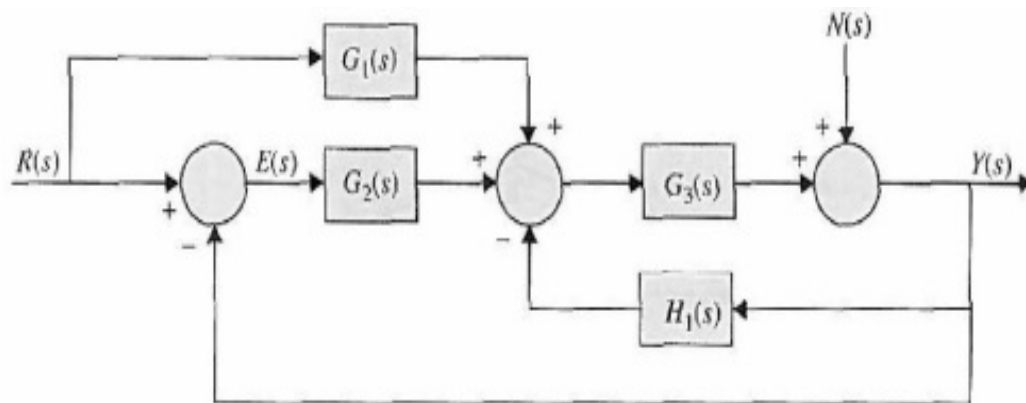 N(s)
G₁(s)
+
+
R(s)
E(s)
+
+
Y(s)
G₂(s)
G₃(s)
+
−
−
H₁(s)